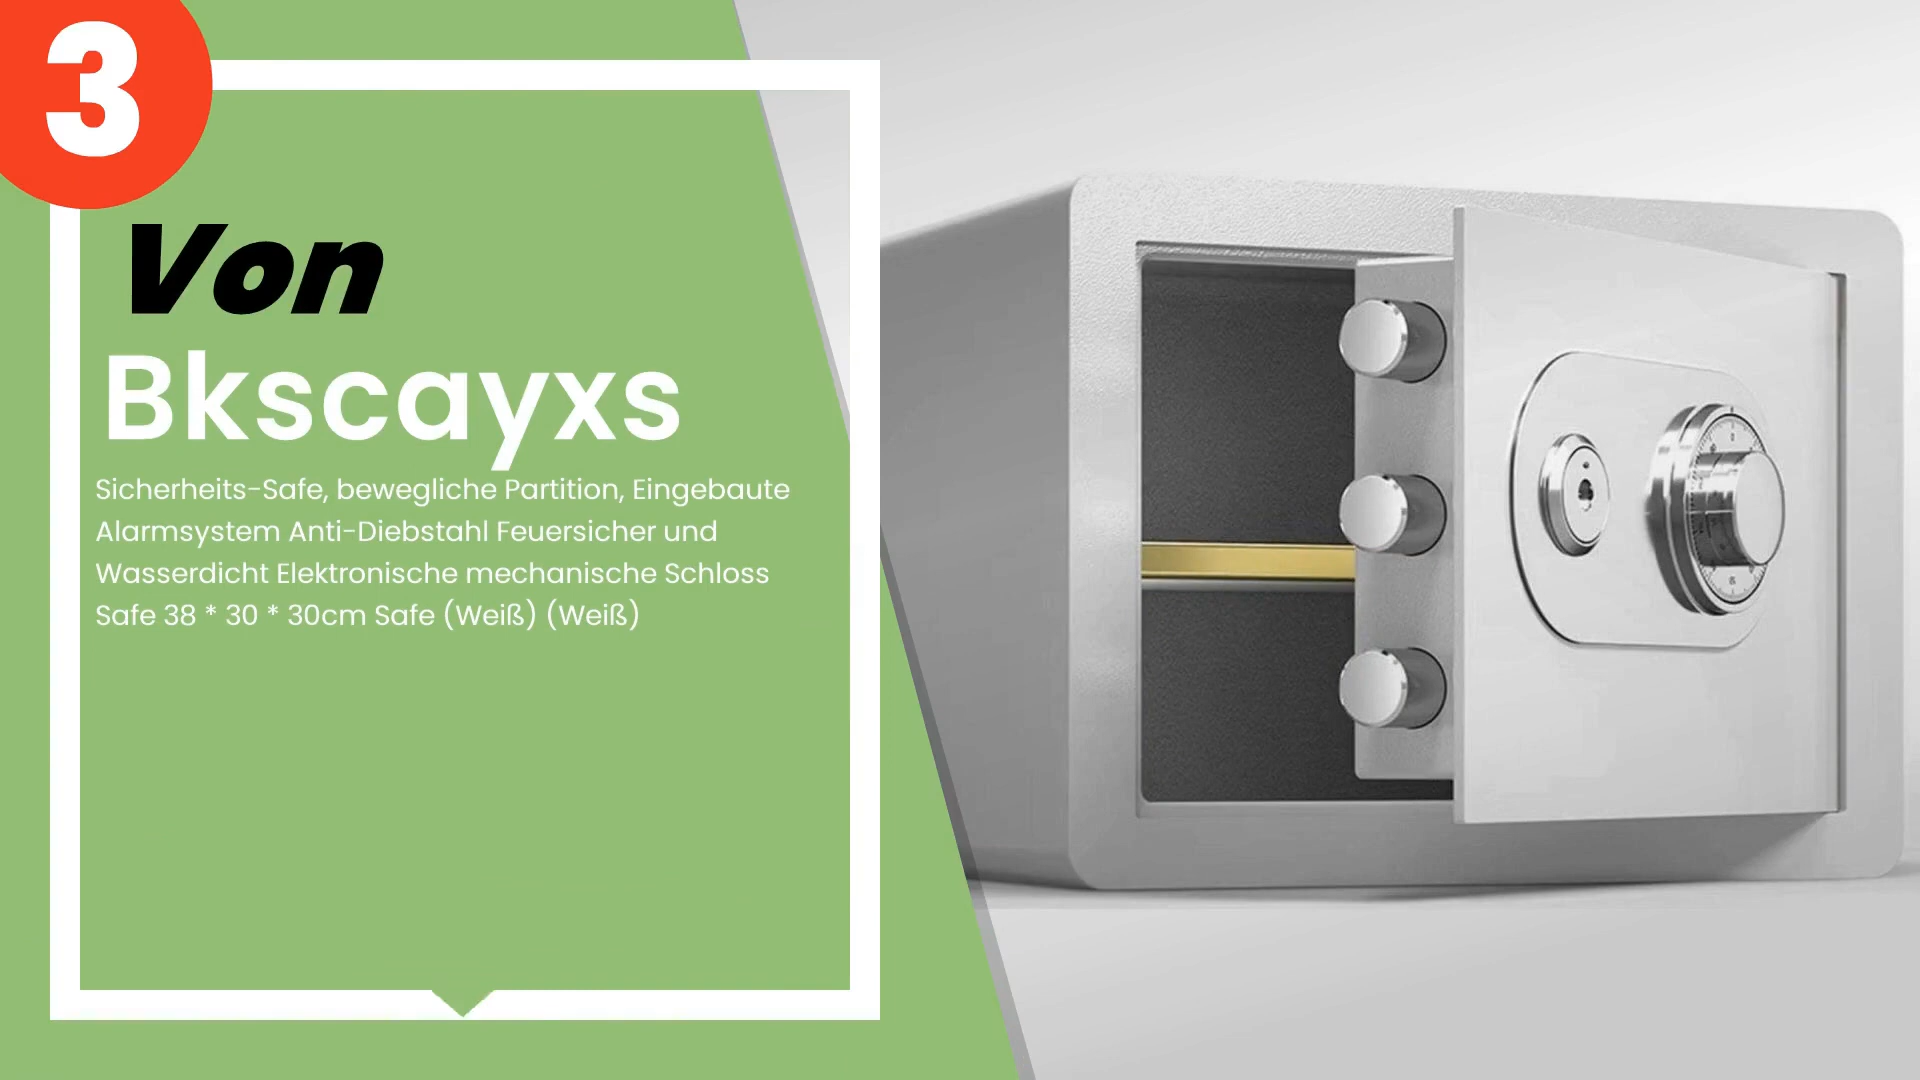 3
Von
Bkscayxs
Sicherheits-Safe, bewegliche Partition, Eingebaute
Alarmsystem Anti-Diebstahl Feuersicher und
Wasserdicht Elektronische mechanische Schloss
Safe 38 * 30 * 30cm Safe (Weiß) (Weiß)